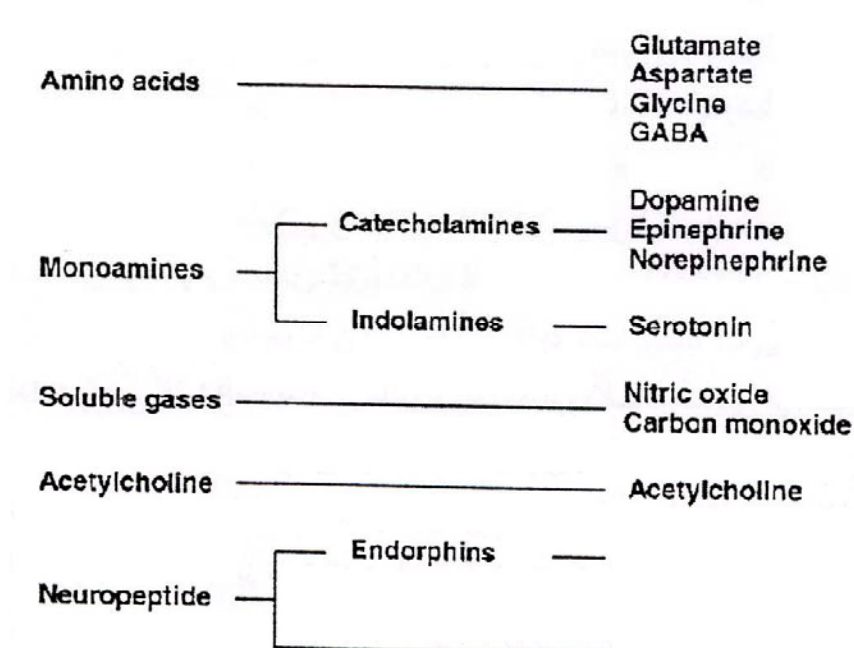 Amino acids
Glutamate
Aspartate
Glycine
GABA
Monoamines
Catecholamines
Dopamine
Epinephrine
Norepinephrine
Indolamines
Serotonin
Soluble gases
Nitric oxide
Carbon monoxide
Acetylcholine
Acetylcholine
Neuropeptide
Endorphins